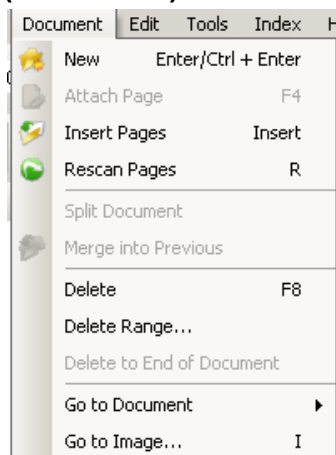 Document Edit Tools Index
New Enter/Ctrl + Enter
Attach Page F4
Insert Pages Insert
Rescan Pages R
Split Document
Merge into Previous
Delete F8
Delete Range...
Delete to End of Document
Go to Document
Go to Image... I